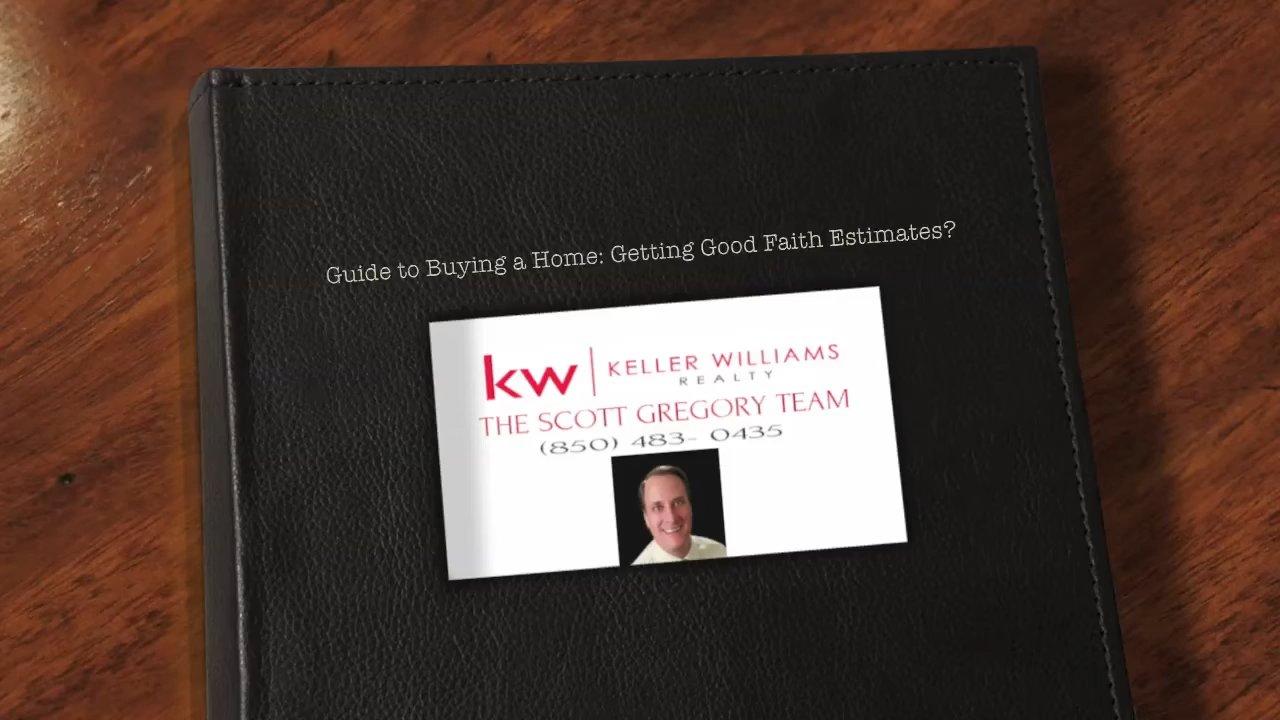 Guide to Buying a Home: Getting Good Faith Estimates?
kw KELLER WILLIAMS
REALTY
THE SCOTT GREGORY TEAM
(850) 483- 0435